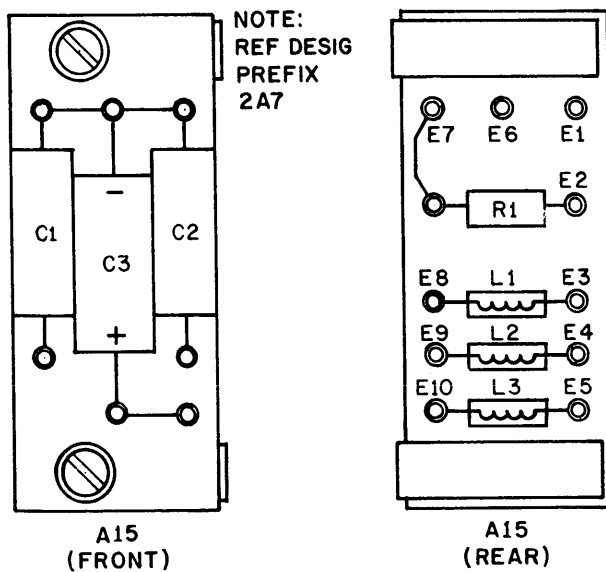 NOTE:
REF DESIG
PREFIX
2A7
C1
C3
C2
−
+
A15
(FRONT)
E7 E6 E1
E2
R1
E8 L1 E3
E9 L2 E4
E10 L3 E5
A15
(REAR)